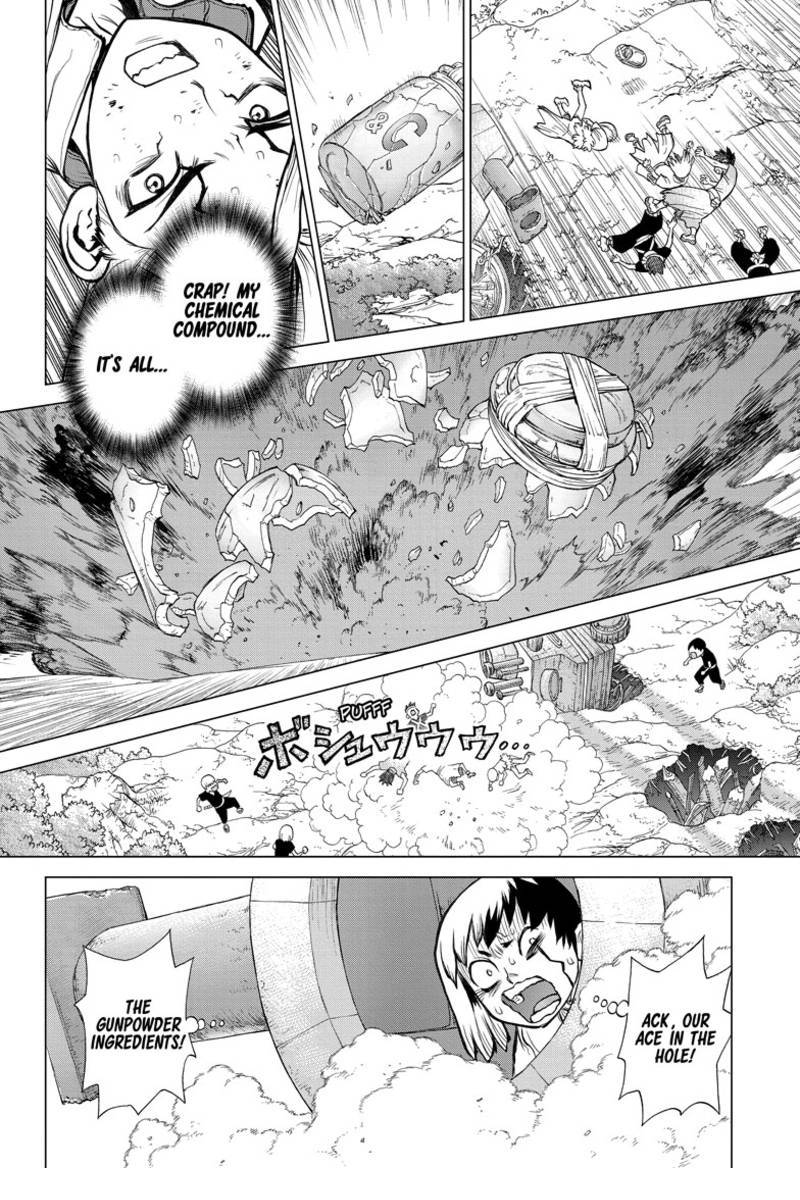 & C
CRAP! MY
CHEMICAL
COMPOUND...
IT'S ALL...
PUFFF
ボシュウウゥ...
ACK, OUR
ACE IN THE
HOLE!
THE
GUNPOWDER
INGREDIENTS!